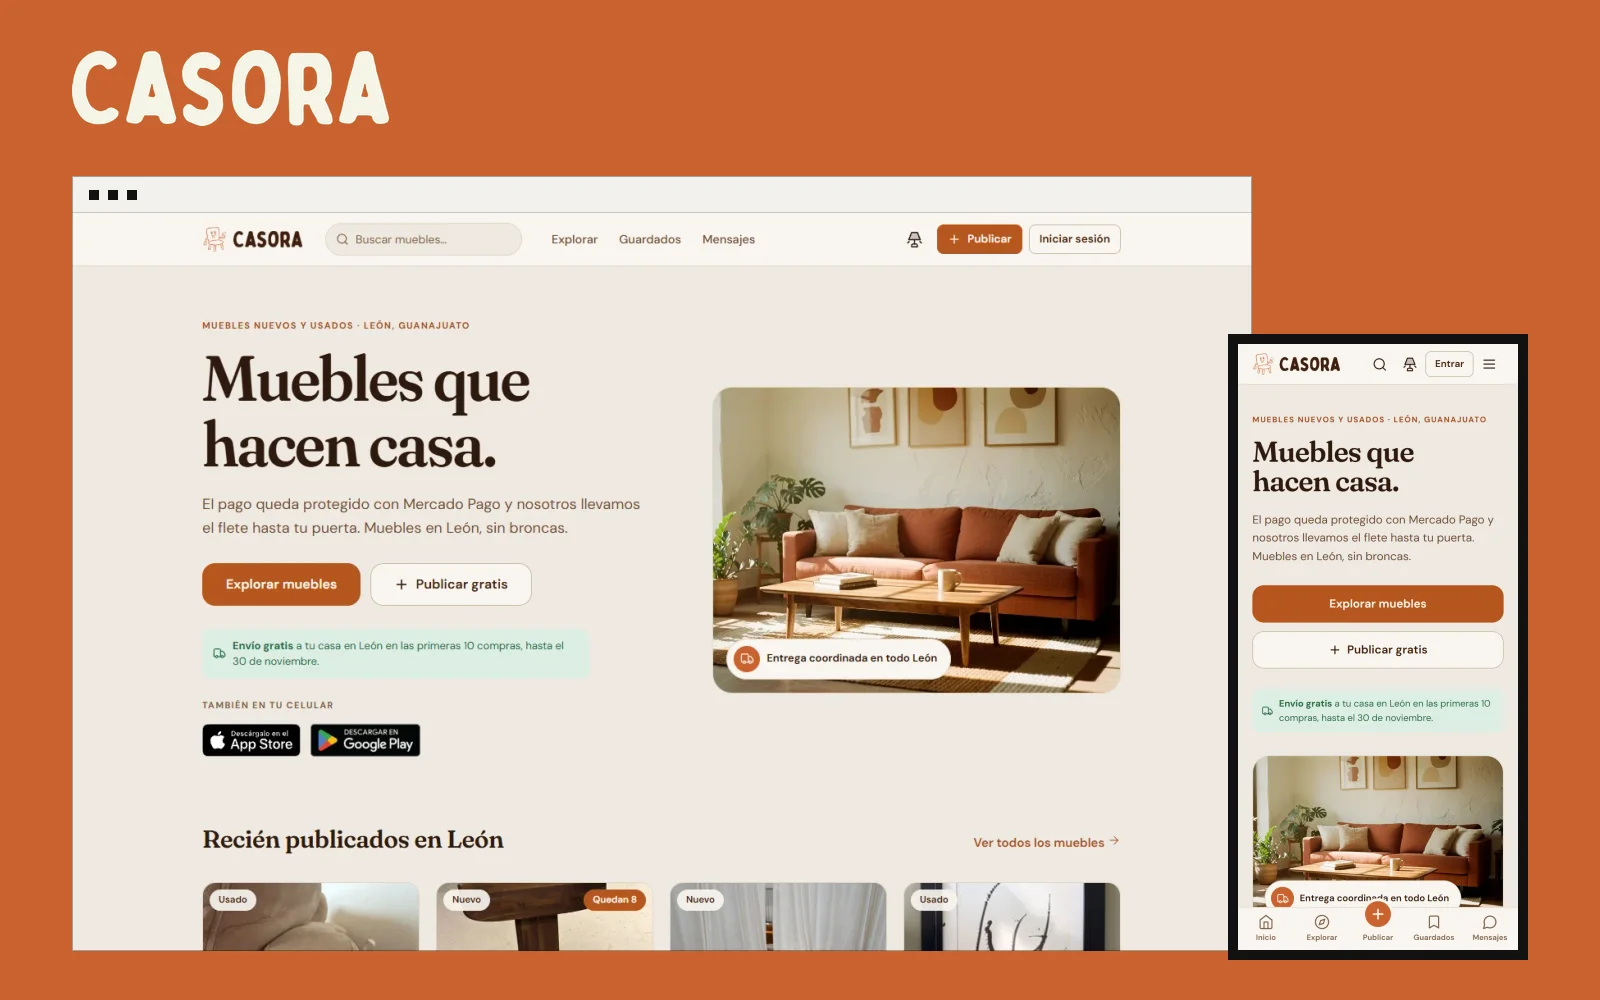 CASORA
CASORA
Buscar muebles...
Explorar
Guardados
Mensajes
Publicar
Iniciar sesión
MUEBLES NUEVOS Y USADOS · LEÓN, GUANAJUATO
Muebles que
hacen casa.
El pago queda protegido con Mercado Pago y nosotros llevamos
el flete hasta tu puerta. Muebles en León, sin broncas.
Explorar muebles
+ Publicar gratis
Envío gratis a tu casa en León en las primeras 10 compras, hasta el
30 de noviembre.
TAMBIÉN EN TU CELULAR
Descárgalo en el
App Store
DESCARGAR EN
Google Play
Entrega coordinada en todo León
Recién publicados en León
Ver todos los muebles →
Usado
Nuevo
Quedan 8
Nuevo
Usado
CASORA
Entrar
MUEBLES NUEVOS Y USADOS · LEÓN, GUANAJUATO
Muebles que
hacen casa.
El pago queda protegido con Mercado Pago y
nosotros llevamos el flete hasta tu puerta.
Muebles en León, sin broncas.
Explorar muebles
+ Publicar gratis
Envío gratis a tu casa en León en las primeras 10
compras, hasta el 30 de noviembre.
Entrega coordinada en todo León
Inicio
Explorar
Publicar
Guardados
Mensajes